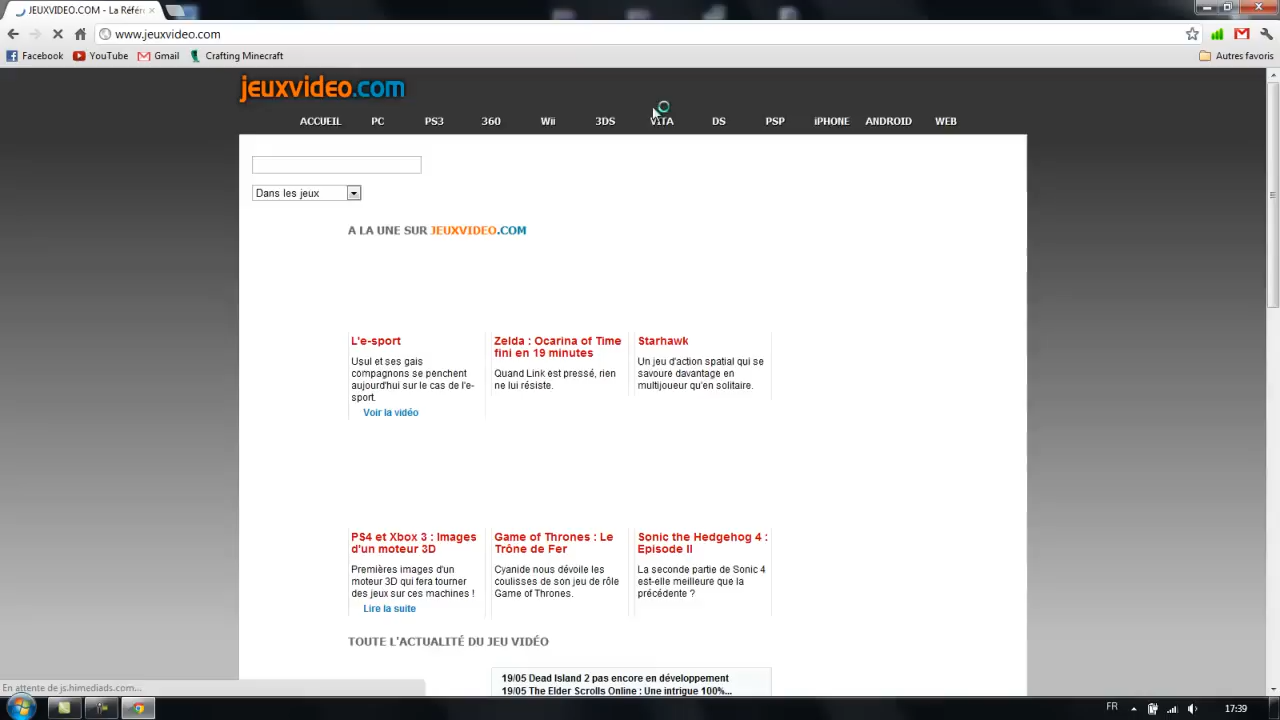 JEUXVIDEO.COM - La Référ
www.jeuxvideo.com
Facebook YouTube Gmail Crafting Minecraft Autres favoris
jeuxvideo.com
ACCUEIL PC PS3 360 Wii 3DS VITA DS PSP iPHONE ANDROID WEB
Dans les jeux
A LA UNE SUR JEUXVIDEO.COM
L'e-sport
Usul et ses gais
compagnons se penchent
aujourd'hui sur le cas de l'e-
sport.
Voir la vidéo
Zelda : Ocarina of Time
fini en 19 minutes
Quand Link est pressé, rien
ne lui résiste.
Starhawk
Un jeu d'action spatial qui se
savoure davantage en
multijoueur qu'en solitaire.
PS4 et Xbox 3 : Images
d'un moteur 3D
Premières images d'un
moteur 3D qui fera tourner
des jeux sur ces machines !
Lire la suite
Game of Thrones : Le
Trône de Fer
Cyanide nous dévoile les
coulisses de son jeu de rôle
Game of Thrones.
Sonic the Hedgehog 4 :
Episode II
La seconde partie de Sonic 4
est-elle meilleure que la
précédente ?
TOUTE L'ACTUALITÉ DU JEU VIDÉO
19/05 Dead Island 2 pas encore en développement
19/05 The Elder Scrolls Online : Une intrigue 100%...
En attente de js.himediads.com...
FR 17:39